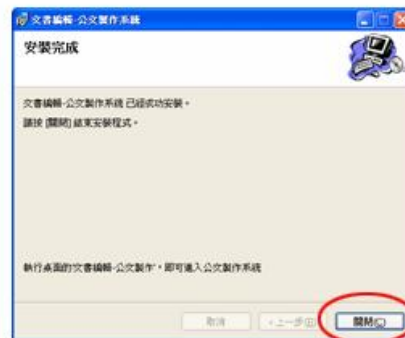 文書編輯-公文製作系統
安裝完成
文書編輯-公文製作系統 已經成功安裝。
請按 [關閉] 結束安裝程式。
執行桌面的'文書編輯-公文製作'，即可進入公文製作系統
取消
<上一步(B)
關閉(C)